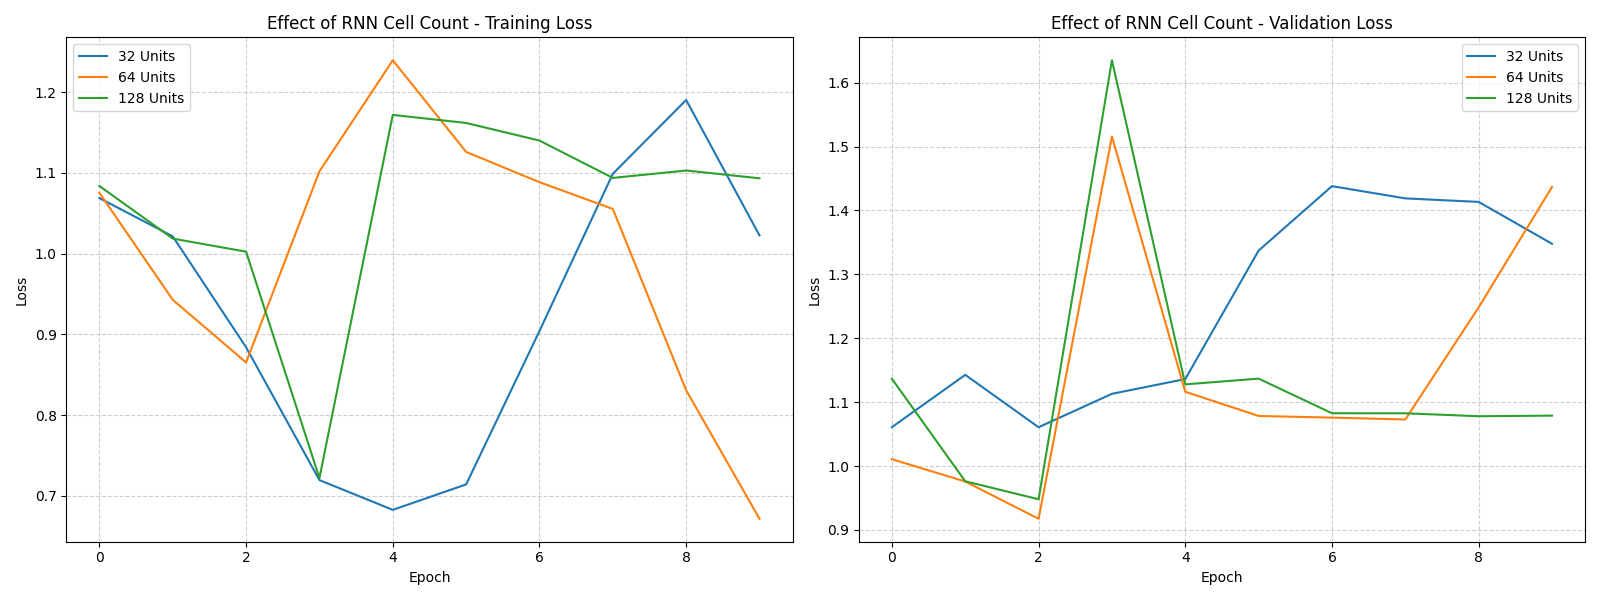 Effect of RNN Cell Count - Training Loss
32 Units
64 Units
128 Units
1.2
1.1
1.0
0.9
0.8
0.7
Loss
0 2 4 6 8
Epoch
Effect of RNN Cell Count - Validation Loss
32 Units
64 Units
128 Units
1.6
1.5
1.4
1.3
1.2
1.1
1.0
0.9
Loss
0 2 4 6 8
Epoch